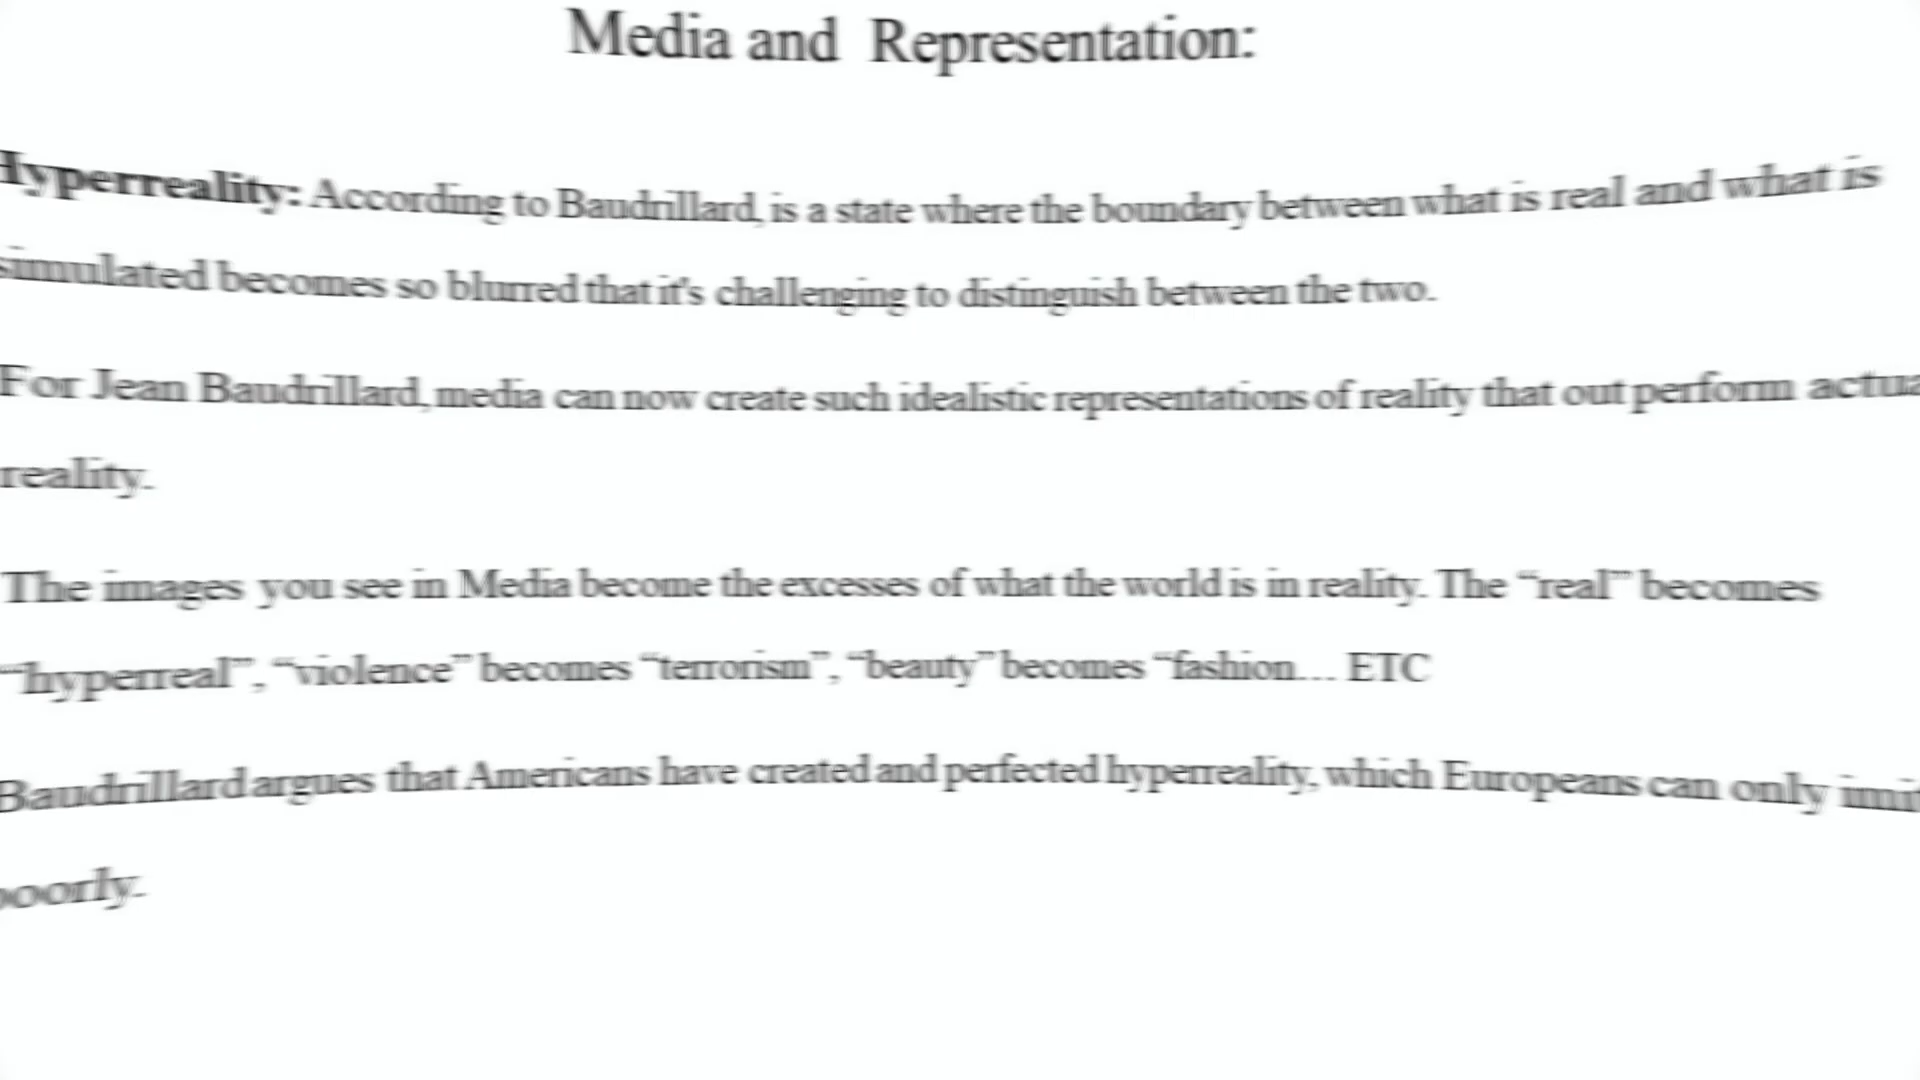 Media and Representation:
Hyperreality: According to Baudrillard, is a state where the boundary between what is real and what is
simulated becomes so blurred that it's challenging to distinguish between the two.
For Jean Baudrillard, media can now create such idealistic representations of reality that out perform actua
reality.
The images you see in Media become the excesses of what the world is in reality. The “real” becomes
“hyperreal”, “violence” becomes “terrorism”, “beauty” becomes “fashion… ETC
Baudrillard argues that Americans have created and perfected hyperreality, which Europeans can only imit
poorly.